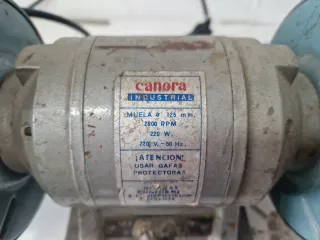 canora
INDUSTRIAL
MUELA ø 125 mm.
2800 RPM
220 W.
220 V. - 50 Hz.
¡ATENCION!
USAR GAFAS
PROTECTORAS